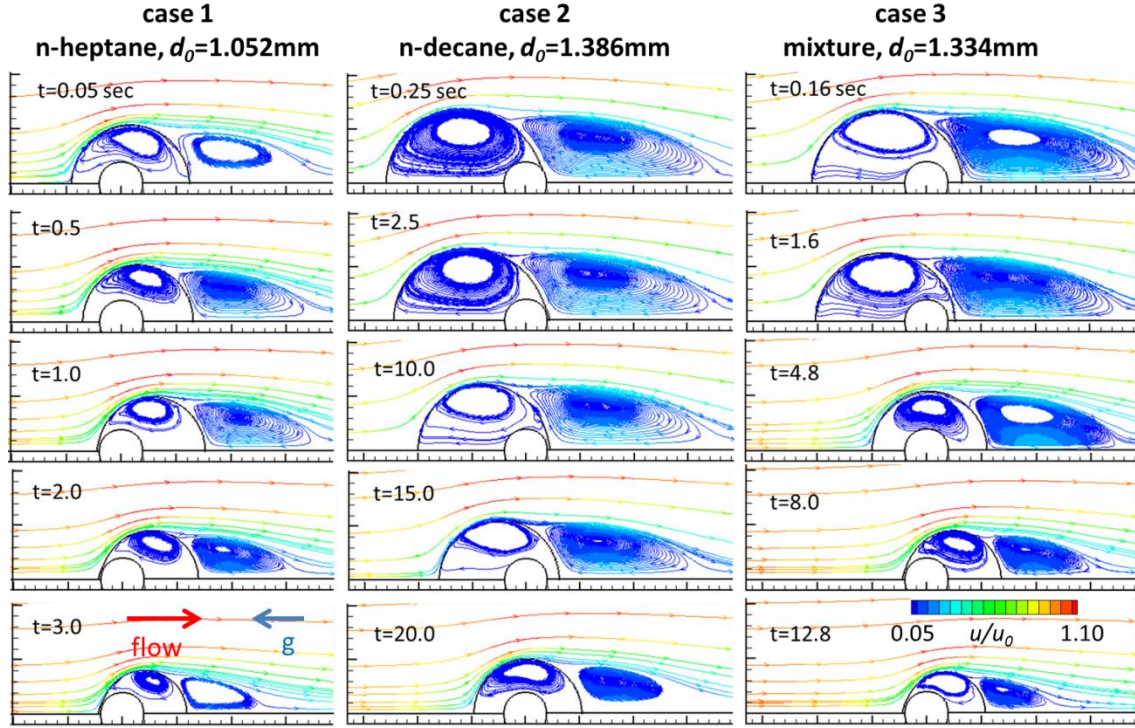 case 1
n-heptane, d0=1.052mm
case 2
n-decane, d0=1.386mm
case 3
mixture, d0=1.334mm
t=0.05 sec
t=0.25 sec
t=0.16 sec
t=0.5
t=2.5
t=1.6
t=1.0
t=10.0
t=4.8
t=2.0
t=15.0
t=8.0
t=3.0
flow
g
t=20.0
t=12.8
0.05 u/u0 1.10